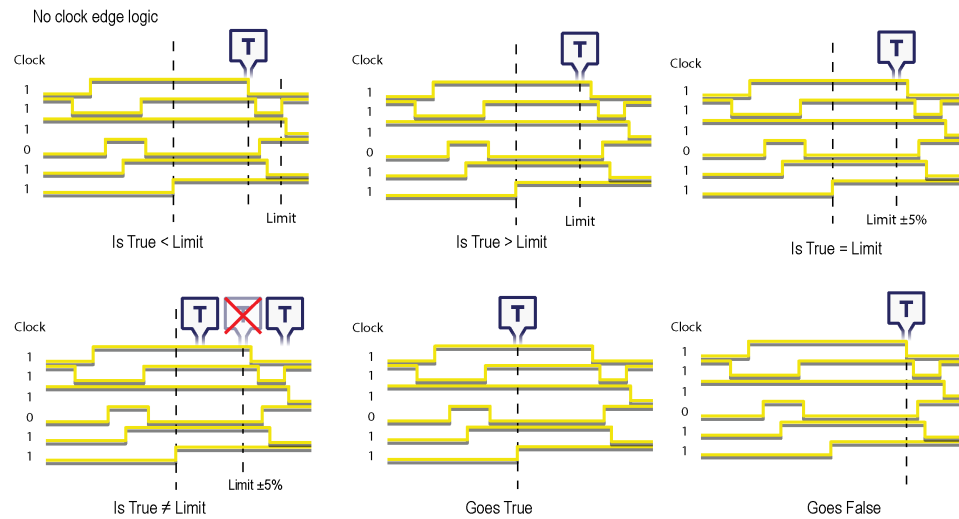 No clock edge logic
T
Clock
1
1
1
0
1
1
Limit
Is True < Limit
T
Clock
1
1
1
0
1
1
Limit
Is True > Limit
T
Clock
1
1
1
0
1
1
Limit ±5%
Is True = Limit
T
T
T
Clock
1
1
1
0
1
1
Limit ±5%
Is True ≠ Limit
T
Clock
1
1
1
0
1
1
Goes True
T
Clock
1
1
1
0
1
1
Goes False